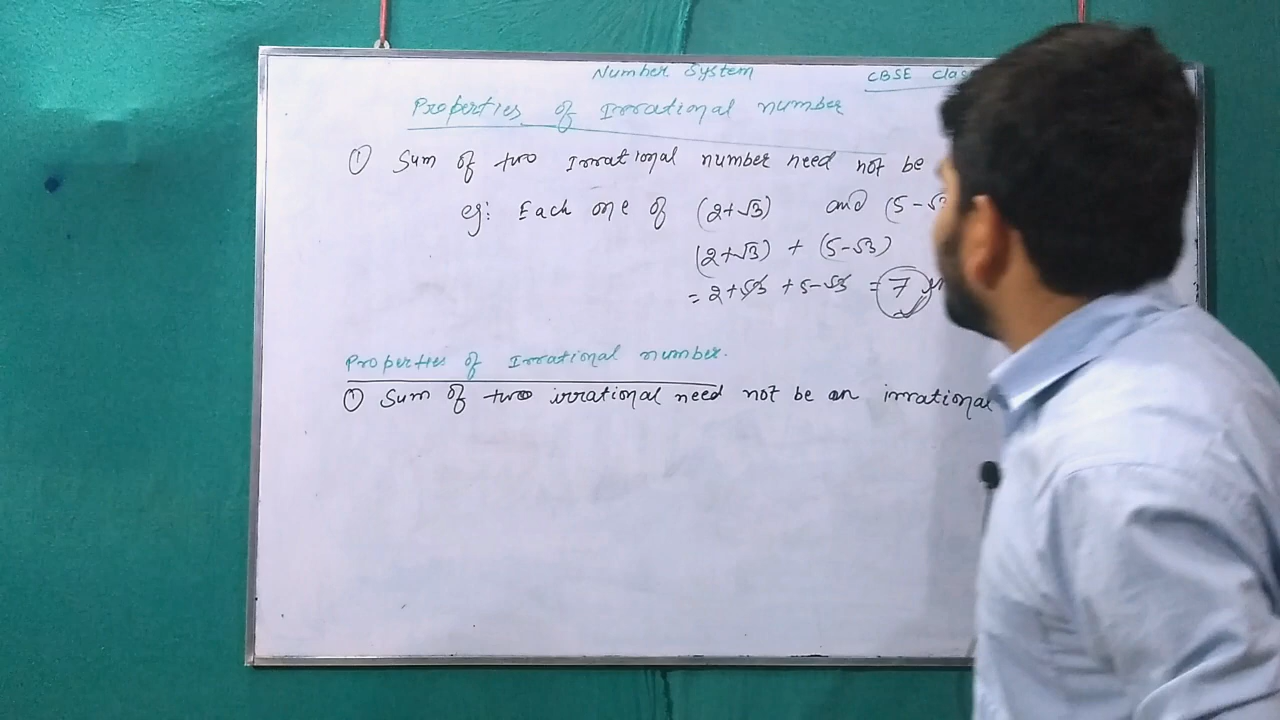 Number System CBSE Clas
Properties of Irrational number
① Sum of two Irrational number need not be
eg: Each one of (2+√3) and (5-√3
(2+√3) + (5-√3)
= 2+√3 + 5-√3 = 7
Properties of Irrational number.
① Sum of two irrational need not be an irrational